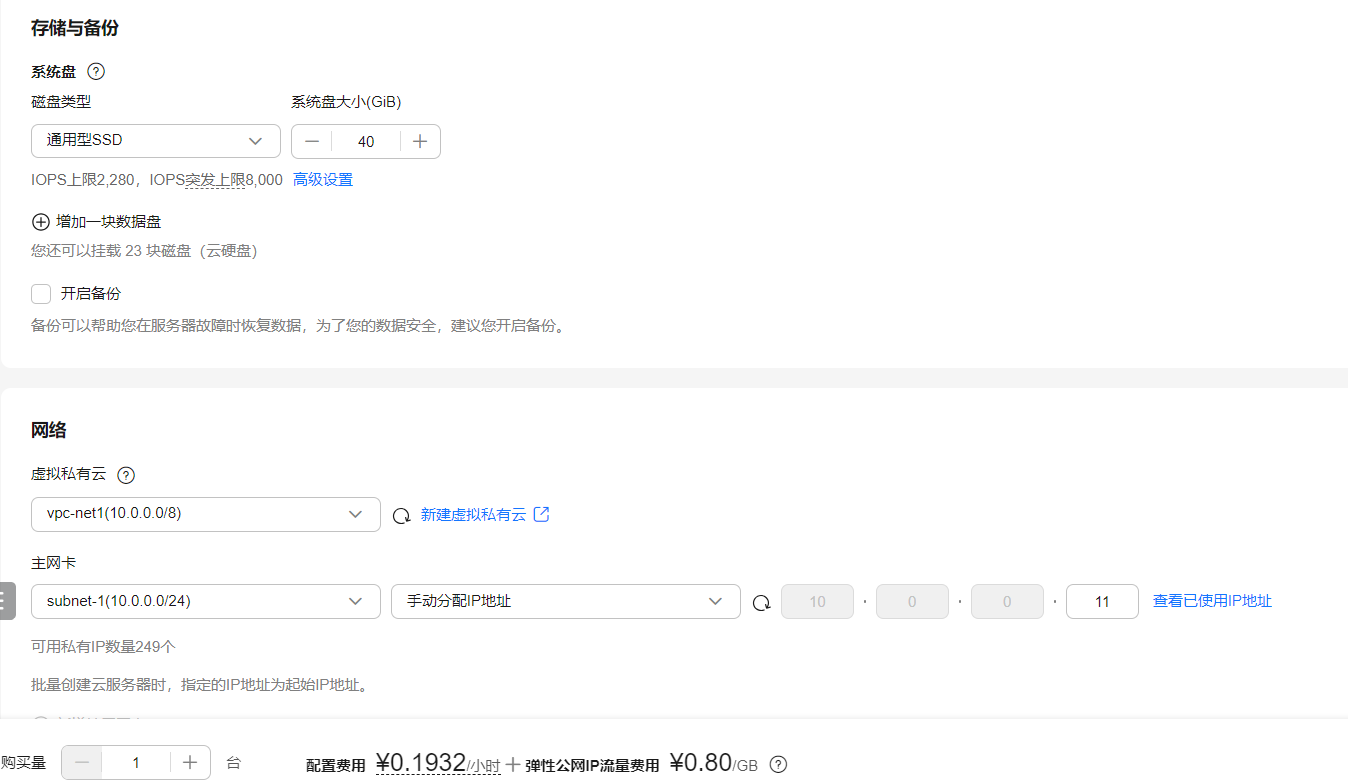 存储与备份
系统盘 ?
磁盘类型 系统盘大小(GiB)
通用型SSD 40
IOPS上限2,280，IOPS突发上限8,000 高级设置
增加一块数据盘
您还可以挂载 23 块磁盘（云硬盘）
开启备份
备份可以帮助您在服务器故障时恢复数据，为了您的数据安全，建议您开启备份。
网络
虚拟私有云 ?
vpc-net1(10.0.0.0/8) 新建虚拟私有云
主网卡
subnet-1(10.0.0.0/24) 手动分配IP地址 10 · 0 · 0 · 11 查看已使用IP地址
可用私有IP数量249个
批量创建云服务器时，指定的IP地址为起始IP地址。
购买量 1 台 配置费用 ¥0.1932/小时 + 弹性公网IP流量费用 ¥0.80/GB ?